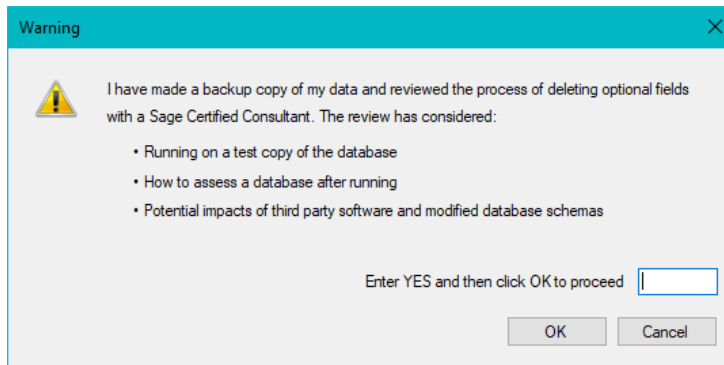 Warning
I have made a backup copy of my data and reviewed the process of deleting optional fields
with a Sage Certified Consultant. The review has considered:
• Running on a test copy of the database
• How to assess a database after running
• Potential impacts of third party software and modified database schemas
Enter YES and then click OK to proceed
OK Cancel